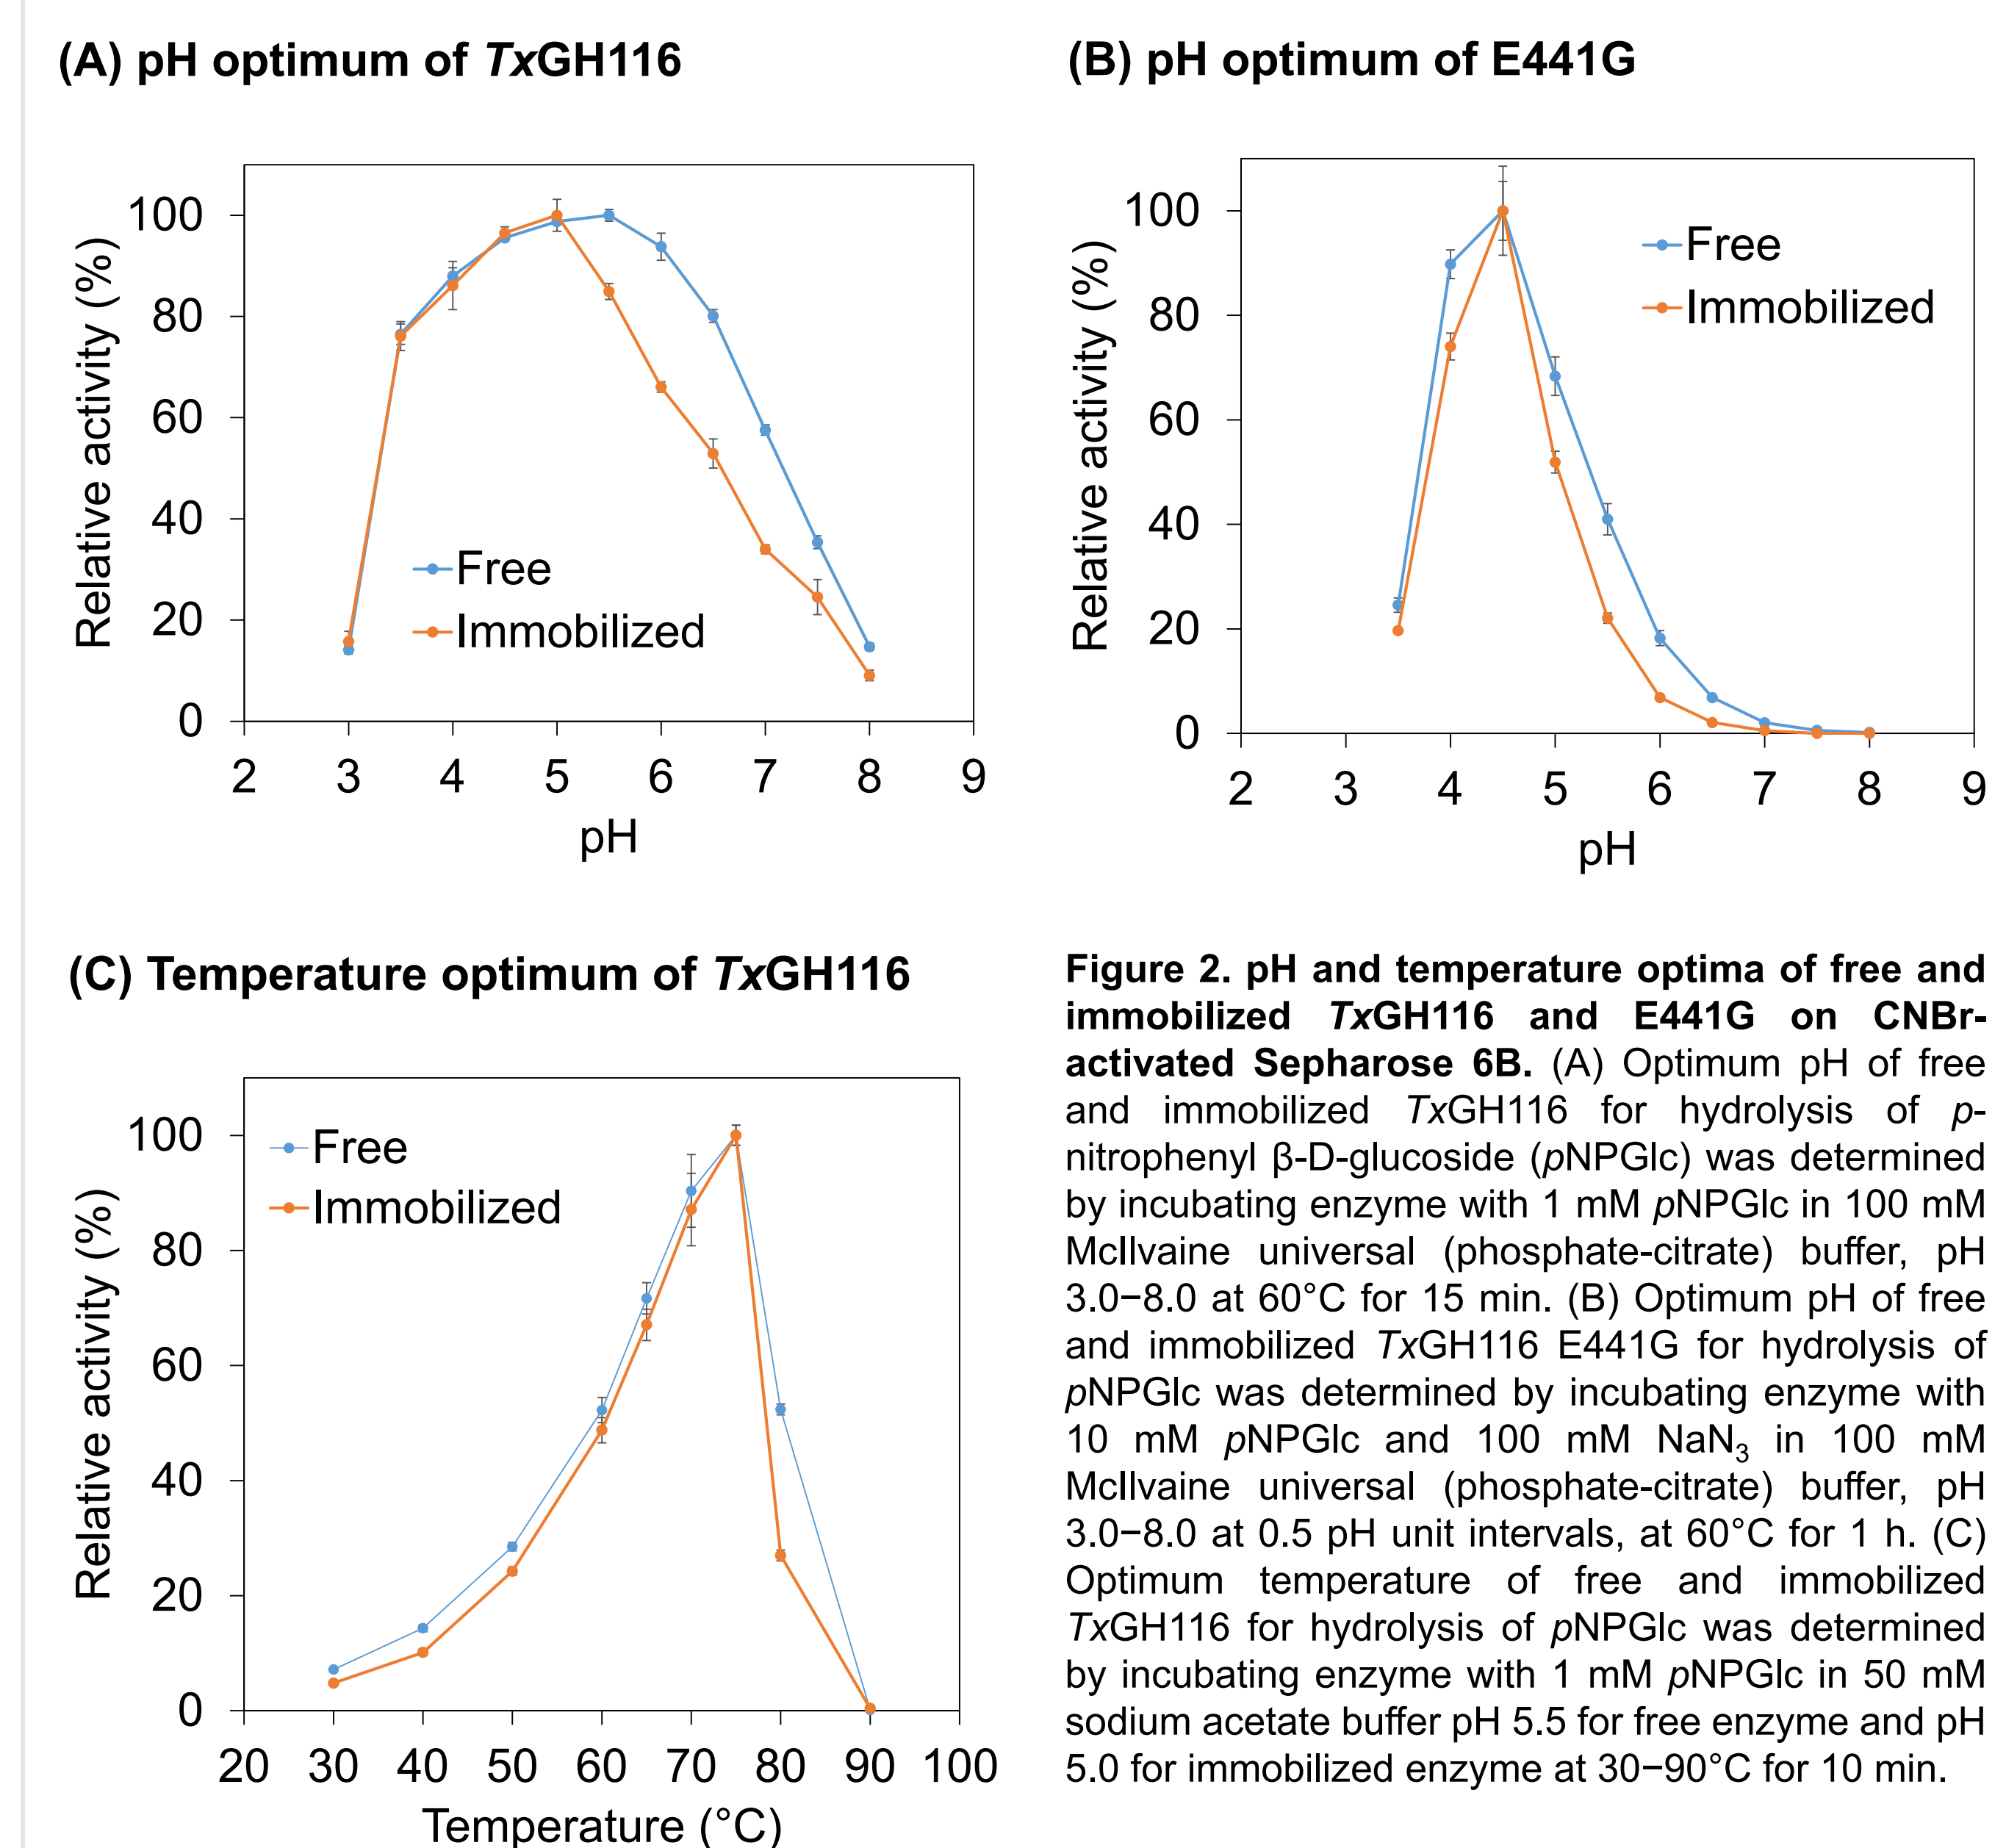 (A) pH optimum of TxGH116
100
80
60
40
20
0
2 3 4 5 6 7 8 9
Relative activity (%)
pH
Free
Immobilized
(B) pH optimum of E441G
100
80
60
40
20
0
2 3 4 5 6 7 8 9
Relative activity (%)
pH
Free
Immobilized
(C) Temperature optimum of TxGH116
100
80
60
40
20
0
20 30 40 50 60 70 80 90 100
Relative activity (%)
Temperature (°C)
Free
Immobilized
Figure 2. pH and temperature optima of free and
immobilized TxGH116 and E441G on CNBr-
activated Sepharose 6B. (A) Optimum pH of free
and immobilized TxGH116 for hydrolysis of p-
nitrophenyl β-D-glucoside (pNPGlc) was determined
by incubating enzyme with 1 mM pNPGlc in 100 mM
McIlvaine universal (phosphate-citrate) buffer, pH
3.0−8.0 at 60°C for 15 min. (B) Optimum pH of free
and immobilized TxGH116 E441G for hydrolysis of
pNPGlc was determined by incubating enzyme with
10 mM pNPGlc and 100 mM NaN₃ in 100 mM
McIlvaine universal (phosphate-citrate) buffer, pH
3.0−8.0 at 0.5 pH unit intervals, at 60°C for 1 h. (C)
Optimum temperature of free and immobilized
TxGH116 for hydrolysis of pNPGlc was determined
by incubating enzyme with 1 mM pNPGlc in 50 mM
sodium acetate buffer pH 5.5 for free enzyme and pH
5.0 for immobilized enzyme at 30−90°C for 10 min.